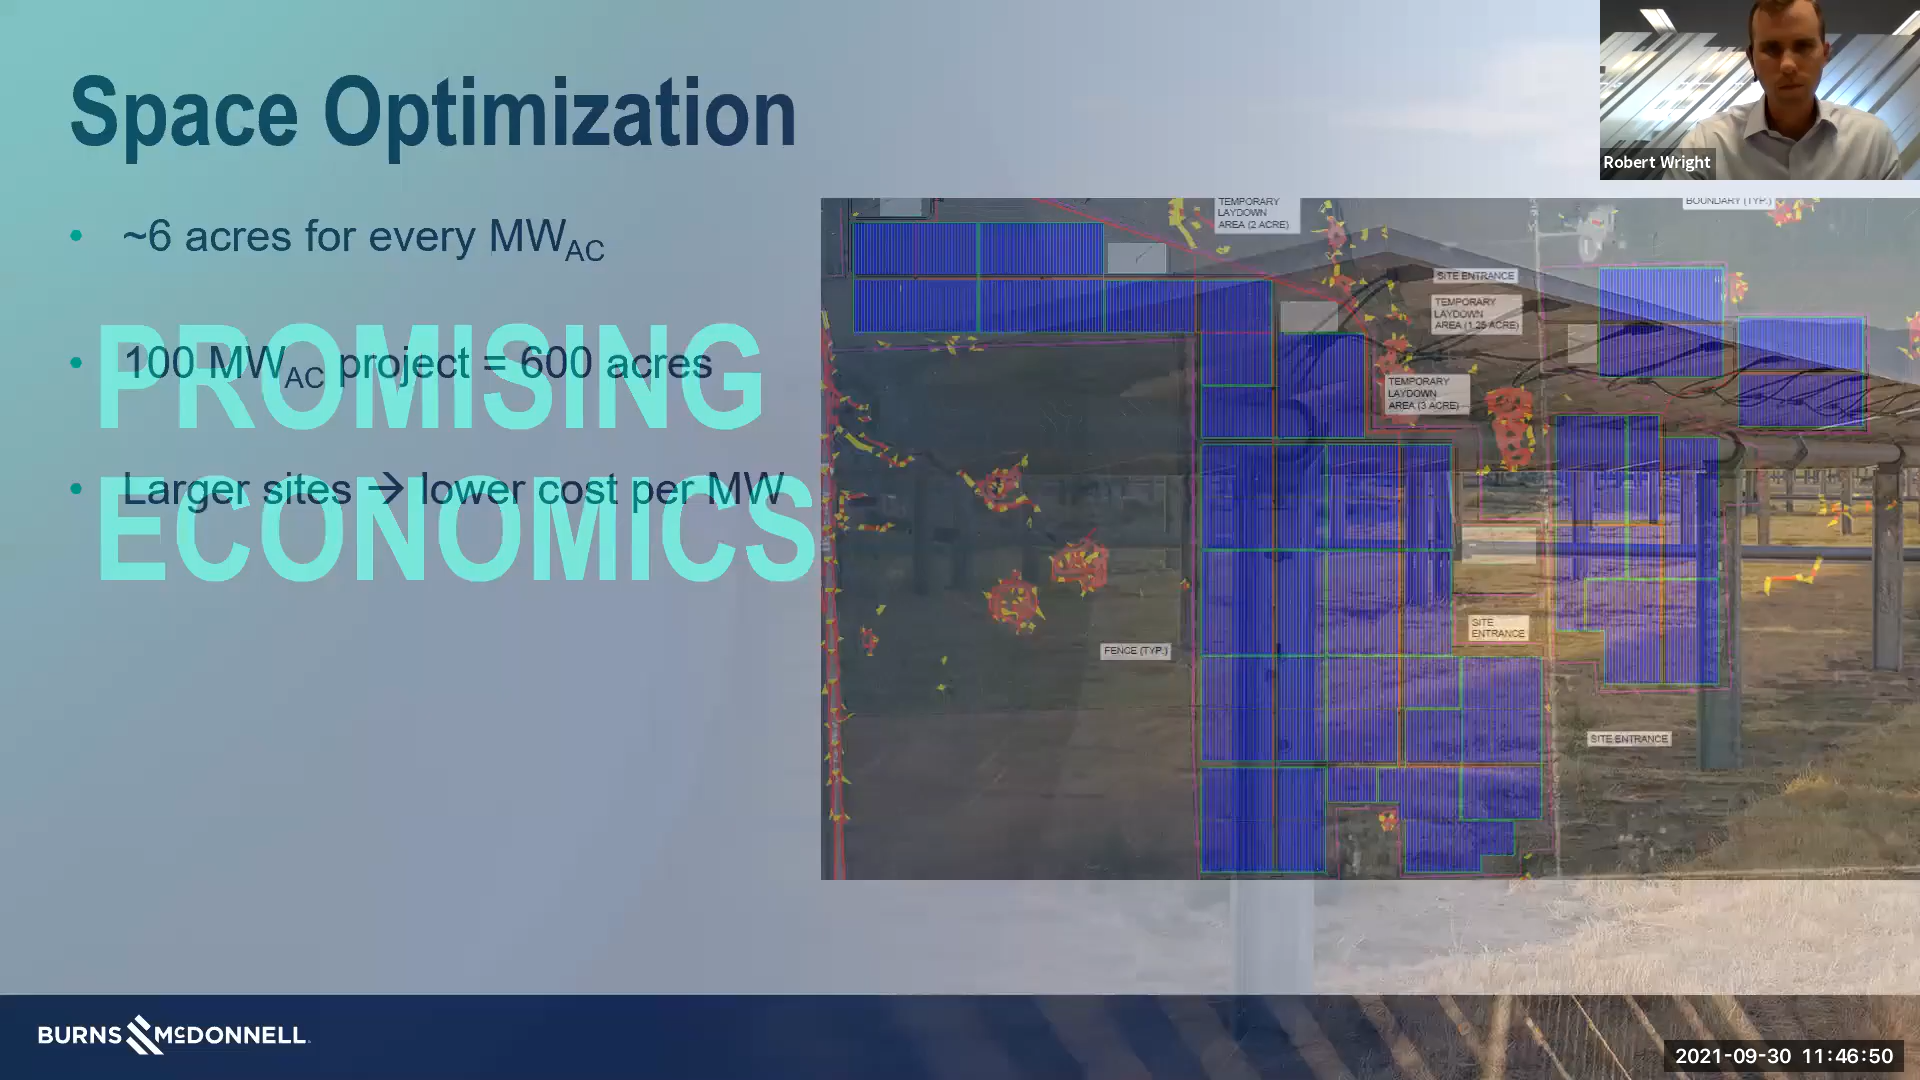 Space Optimization
Robert Wright
• ~6 acres for every MWAC
• 100 MWAC project = 600 acres
• Larger sites → lower cost per MW
PROMISING
ECONOMICS
TEMPORARY
LAYDOWN
AREA (2 ACRE)
BOUNDARY (TYP.)
SITE ENTRANCE
TEMPORARY
LAYDOWN
AREA (1.25 ACRE)
TEMPORARY
LAYDOWN
AREA (3 ACRE)
SITE
ENTRANCE
FENCE (TYP.)
SITE ENTRANCE
BURNS McDONNELL
2021-09-30 11:46:50